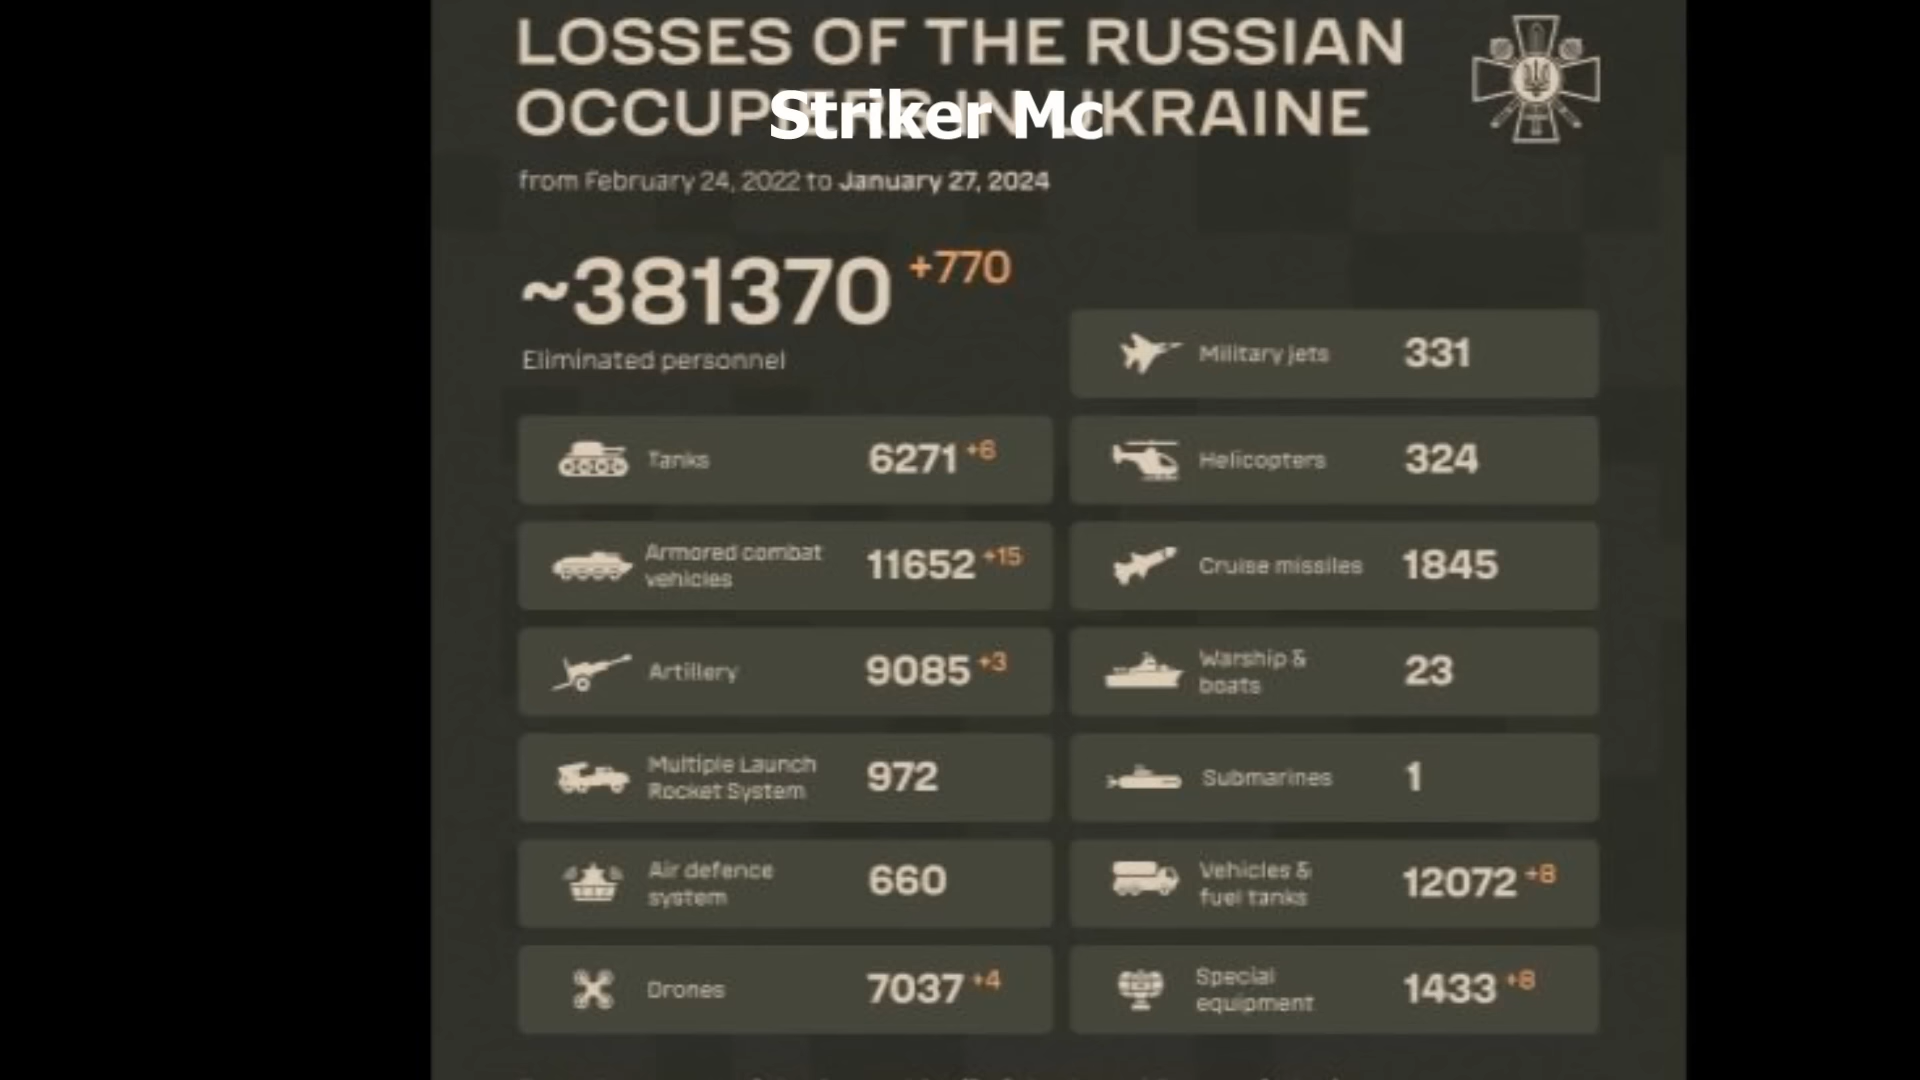 LOSSES OF THE RUSSIAN
OCCUPIERS IN UKRAINE
Striker Mc
from February 24, 2022 to January 27, 2024
~381370 +770
Eliminated personnel
Military jets 331
Tanks 6271 +6
Helicopters 324
Armored combat
vehicles 11652 +15
Cruise missiles 1845
Artillery 9085 +3
Warship &
boats 23
Multiple Launch
Rocket System 972
Submarines 1
Air defence
system 660
Vehicles &
fuel tanks 12072 +8
Drones 7037 +4
Special
equipment 1433 +8